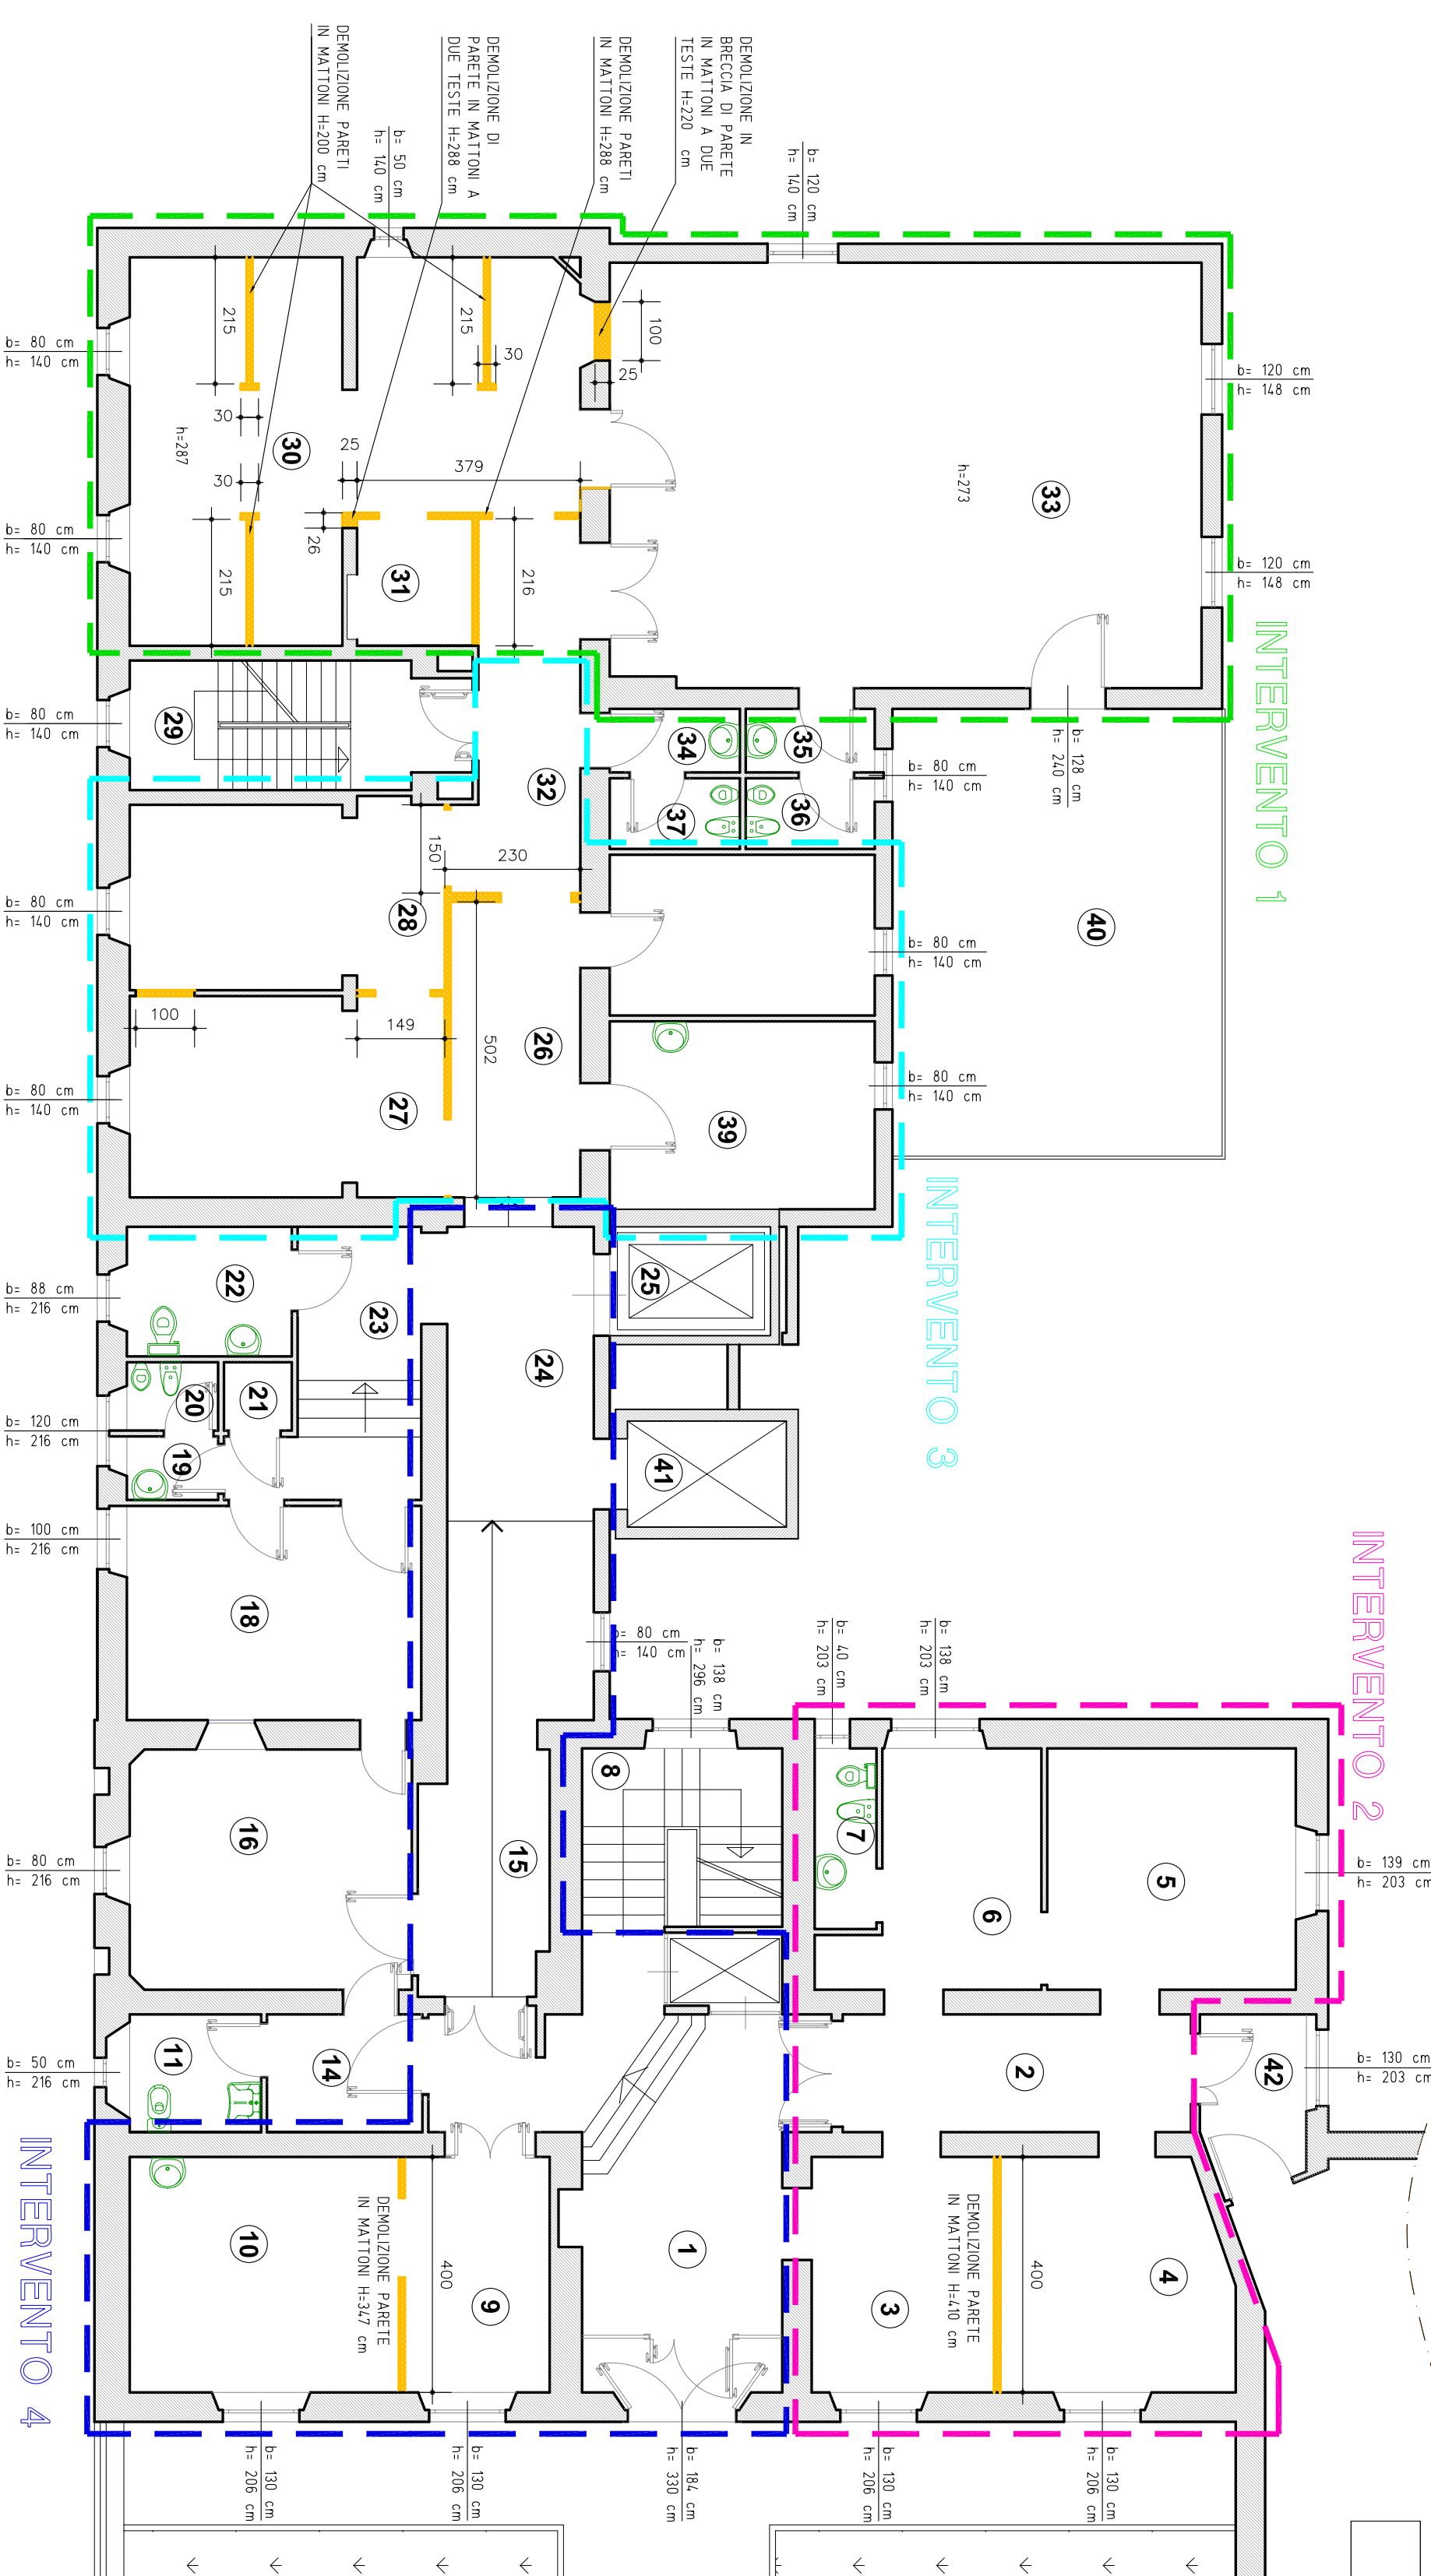 DEMOLIZIONE IN
BRECCIA DI PARETE
IN MATTONI A DUE
TESTE H=220 cm
DEMOLIZIONE PARETI
IN MATTONI H=288 cm
DEMOLIZIONE DI
PARETE IN MATTONI A
DUE TESTE H=288 cm
DEMOLIZIONE PARETI
IN MATTONI H=200 cm
b= 50 cm
h= 140 cm
b= 120 cm
h= 140 cm
b= 120 cm
h= 148 cm
b= 120 cm
h= 148 cm
INTERVENTO 1
33
h=273
100
25
215
30
215
30
30
h=287
30
25
379
26
31
216
215
b= 80 cm
h= 140 cm
b= 80 cm
h= 140 cm
b= 80 cm
h= 140 cm
29
34
35
36
37
32
b= 80 cm
h= 140 cm
b= 128 cm
h= 240 cm
40
150
230
28
b= 80 cm
h= 140 cm
b= 80 cm
h= 140 cm
100
149
502
26
27
39
b= 80 cm
h= 140 cm
b= 80 cm
h= 140 cm
INTERVENTO 3
22
23
25
24
b= 88 cm
h= 216 cm
20
21
19
41
b= 120 cm
h= 216 cm
b= 100 cm
h= 216 cm
18
b= 80 cm
h= 140 cm
b= 138 cm
h= 296 cm
b= 40 cm
h= 203 cm
b= 138 cm
h= 203 cm
INTERVENTO 2
8
7
6
5
b= 139 cm
h= 203 cm
16
15
b= 80 cm
h= 216 cm
11
14
2
42
b= 130 cm
h= 203 cm
b= 50 cm
h= 216 cm
INTERVENTO 4
10
DEMOLIZIONE PARETE
IN MATTONI H=347 cm
400
9
1
3
DEMOLIZIONE PARETE
IN MATTONI H=410 cm
400
4
b= 130 cm
h= 206 cm
b= 130 cm
h= 206 cm
b= 184 cm
h= 330 cm
b= 130 cm
h= 206 cm
b= 130 cm
h= 206 cm